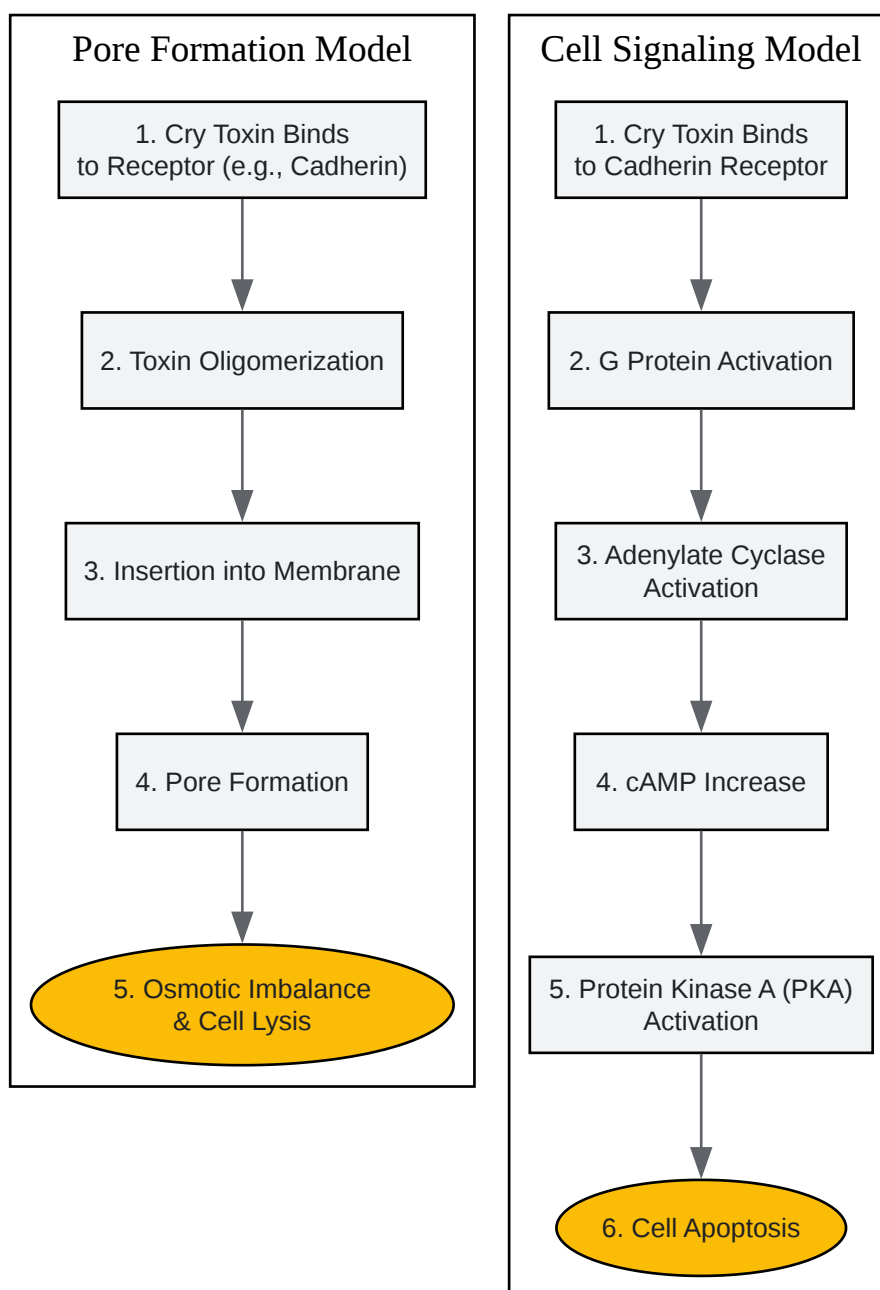 Pore Formation Model
1. Cry Toxin Binds
to Receptor (e.g., Cadherin)
2. Toxin Oligomerization
3. Insertion into Membrane
4. Pore Formation
5. Osmotic Imbalance
& Cell Lysis
Cell Signaling Model
1. Cry Toxin Binds
to Cadherin Receptor
2. G Protein Activation
3. Adenylate Cyclase
Activation
4. cAMP Increase
5. Protein Kinase A (PKA)
Activation
6. Cell Apoptosis